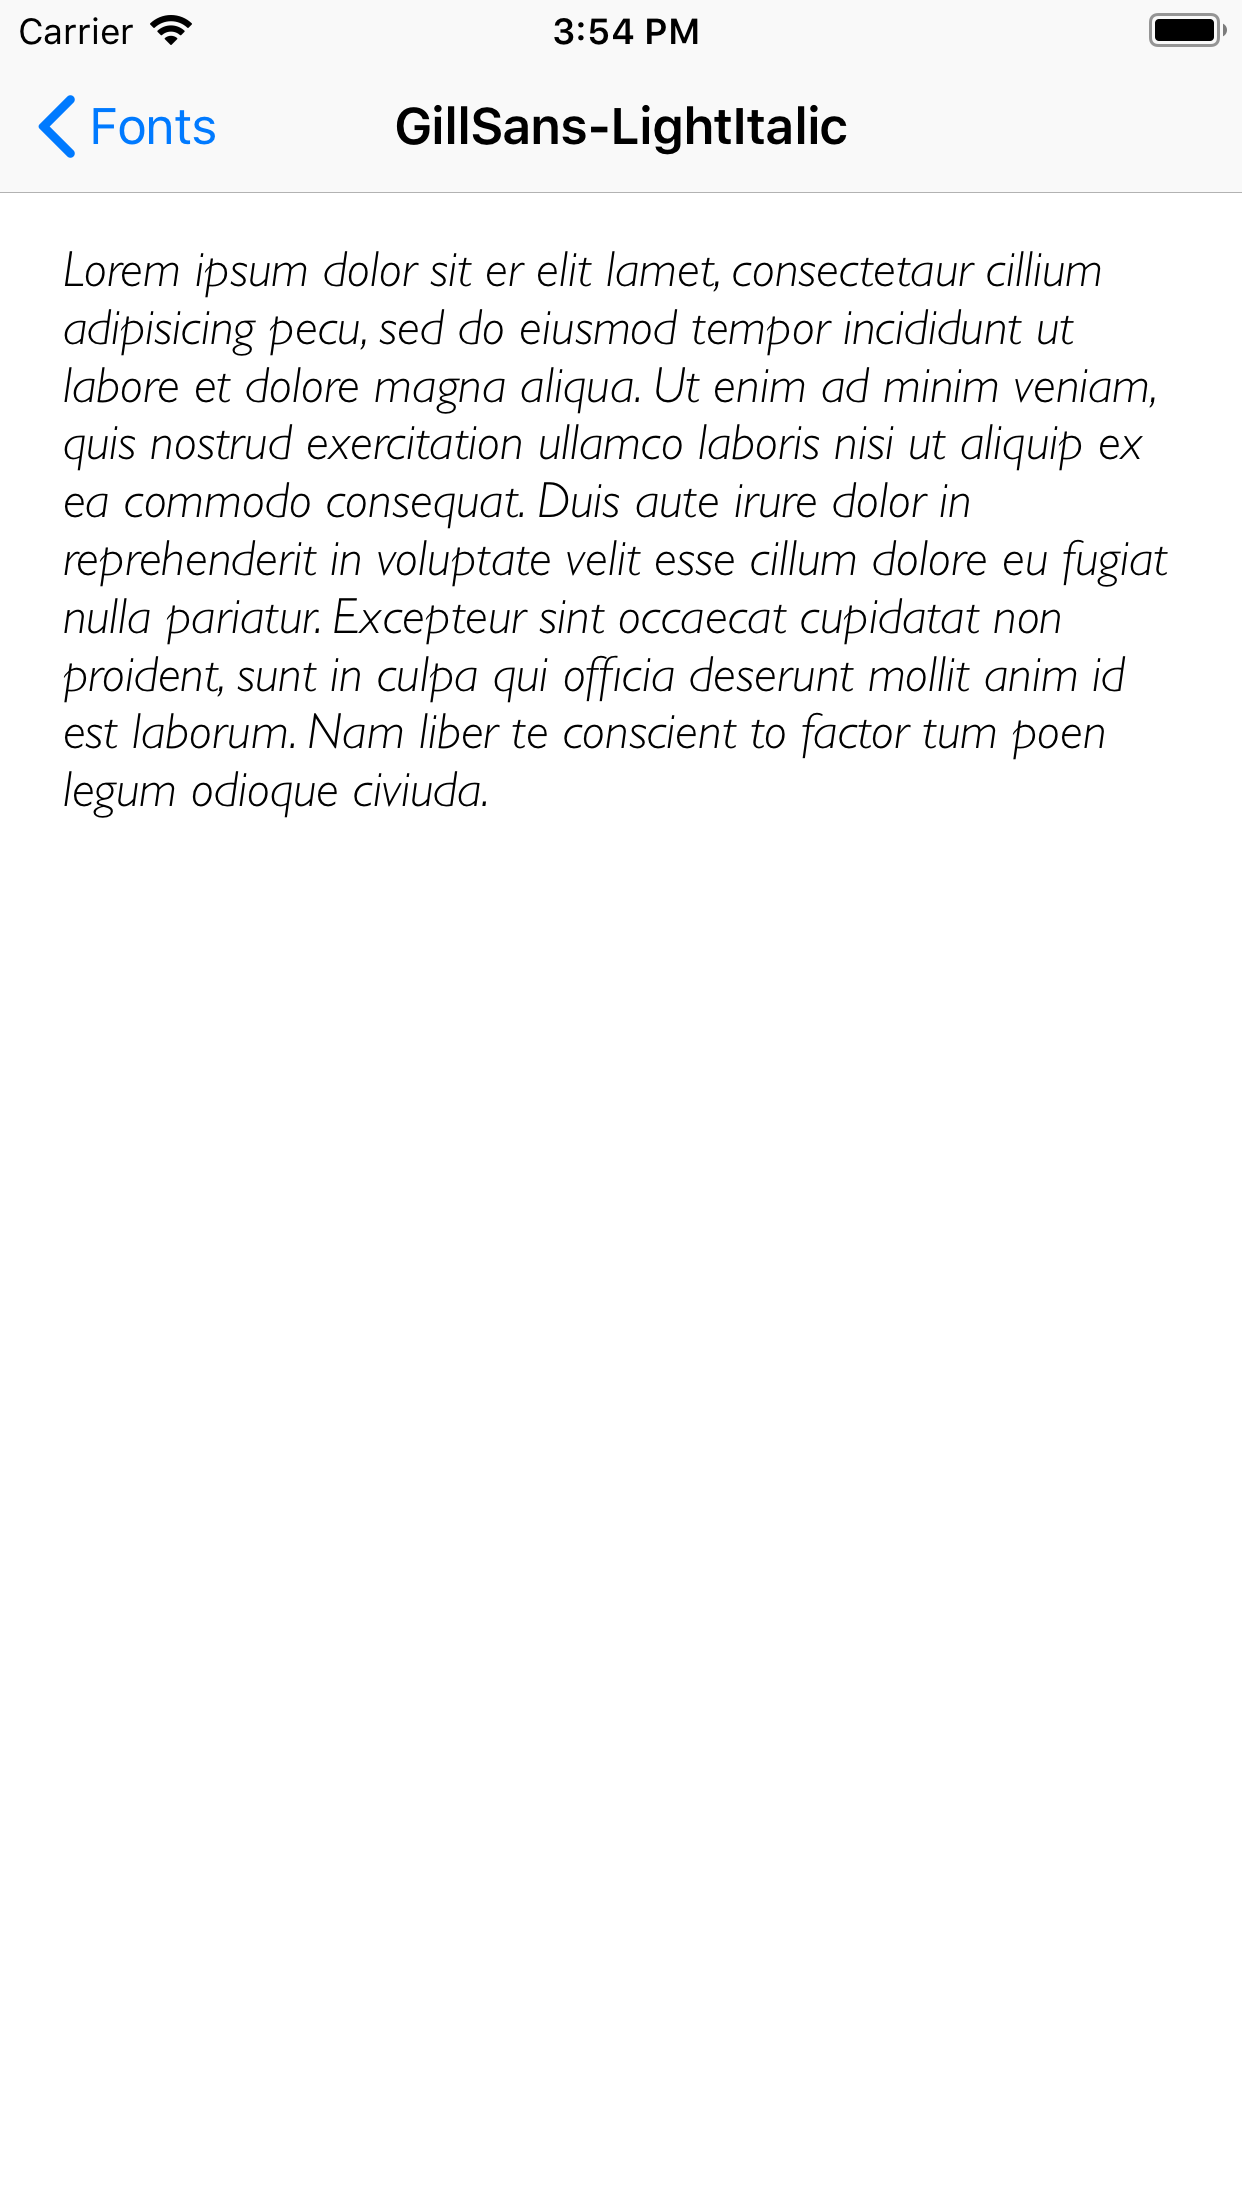 Carrier 3:54 PM
Fonts GillSans-LightItalic
Lorem ipsum dolor sit er elit lamet, consectetaur cillium
adipisicing pecu, sed do eiusmod tempor incididunt ut
labore et dolore magna aliqua. Ut enim ad minim veniam,
quis nostrud exercitation ullamco laboris nisi ut aliquip ex
ea commodo consequat. Duis aute irure dolor in
reprehenderit in voluptate velit esse cillum dolore eu fugiat
nulla pariatur. Excepteur sint occaecat cupidatat non
proident, sunt in culpa qui officia deserunt mollit anim id
est laborum. Nam liber te conscient to factor tum poen
legum odioque civiuda.